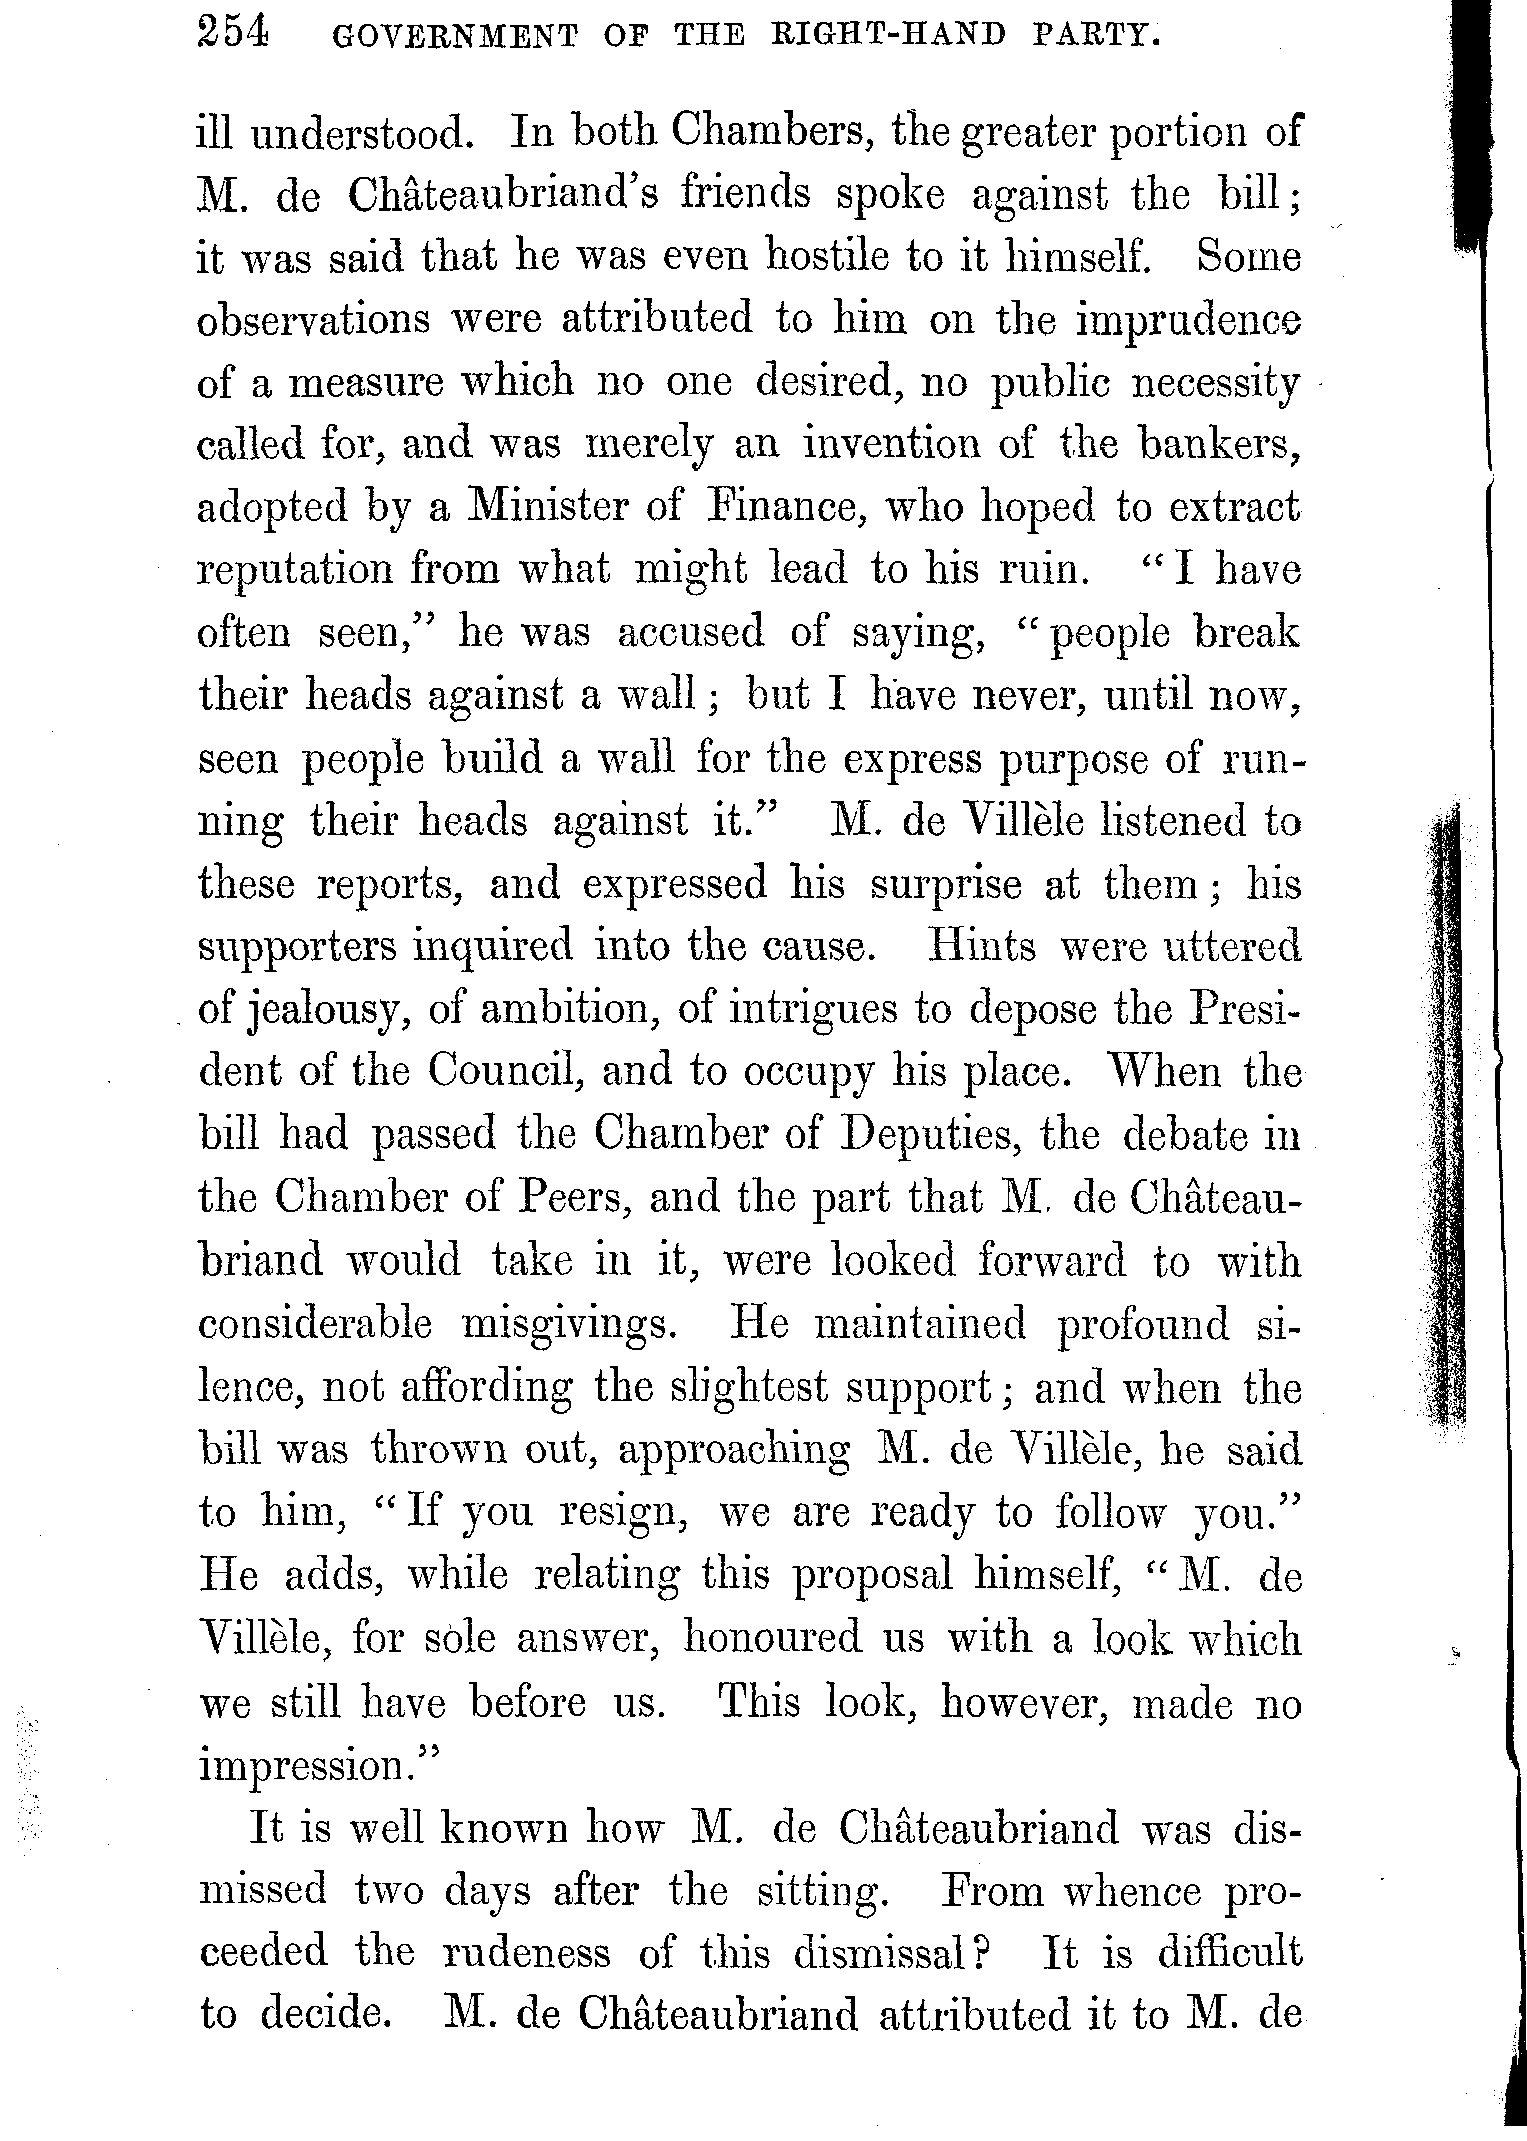 254 GOVERNMENT OF THE RIGHT-HAND PARTY.
ill understood. In both Chambers, the greater portion of
M. de Châteaubriand's friends spoke against the bill;
it was said that he was even hostile to it himself. Some
observations were attributed to him on the imprudence
of a measure which no one desired, no public necessity
called for, and was merely an invention of the bankers,
adopted by a Minister of Finance, who hoped to extract
reputation from what might lead to his ruin. "I have
often seen," he was accused of saying, "people break
their heads against a wall; but I have never, until now,
seen people build a wall for the express purpose of run-
ning their heads against it." M. de Villèle listened to
these reports, and expressed his surprise at them; his
supporters inquired into the cause. Hints were uttered
of jealousy, of ambition, of intrigues to depose the Presi-
dent of the Council, and to occupy his place. When the
bill had passed the Chamber of Deputies, the debate in
the Chamber of Peers, and the part that M. de Château-
briand would take in it, were looked forward to with
considerable misgivings. He maintained profound si-
lence, not affording the slightest support; and when the
bill was thrown out, approaching M. de Villèle, he said
to him, "If you resign, we are ready to follow you."
He adds, while relating this proposal himself, "M. de
Villèle, for sole answer, honoured us with a look which
we still have before us. This look, however, made no
impression."
It is well known how M. de Châteaubriand was dis-
missed two days after the sitting. From whence pro-
ceeded the rudeness of this dismissal? It is difficult
to decide. M. de Châteaubriand attributed it to M. de